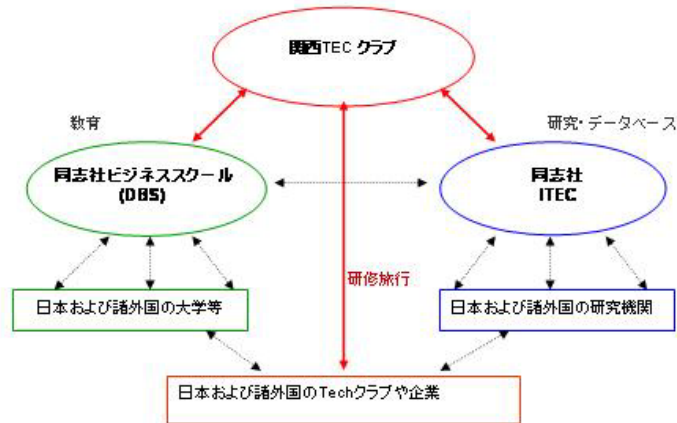 関西TEC クラブ
教育
研究・データベース
同志社ビジネススクール
(DBS)
同志社
ITEC
研修旅行
日本および諸外国の大学等
日本および諸外国の研究機関
日本および諸外国のTechクラブや企業